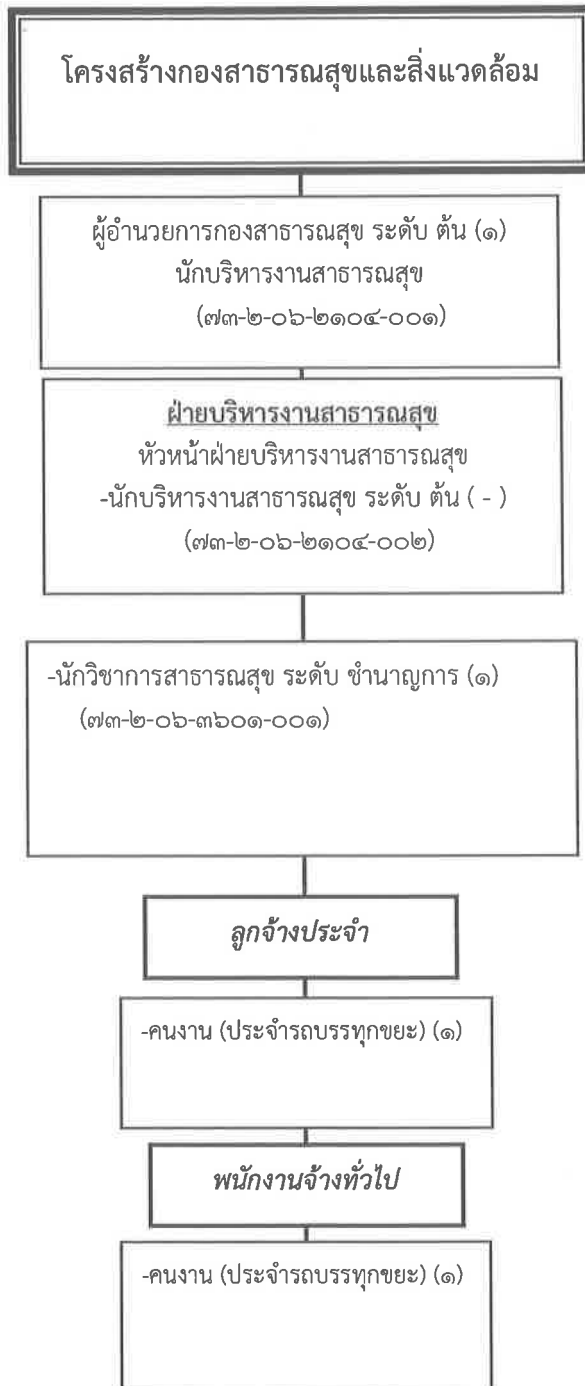 โครงสร้างกองสาธารณสุขและสิ่งแวดล้อม
ผู้อำนวยการกองสาธารณสุข ระดับ ต้น (๑)
นักบริหารงานสาธารณสุข
(๗๓-๒-๐๖-๒๑๐๔-๐๐๑)
ฝ่ายบริหารงานสาธารณสุข
หัวหน้าฝ่ายบริหารงานสาธารณสุข
-นักบริหารงานสาธารณสุข ระดับ ต้น ( - )
(๗๓-๒-๐๖-๒๑๐๔-๐๐๒)
-นักวิชาการสาธารณสุข ระดับ ชำนาญการ (๑)
(๗๓-๒-๐๖-๓๖๐๑-๐๐๑)
ลูกจ้างประจำ
-คนงาน (ประจำรถบรรทุกขยะ) (๑)
พนักงานจ้างทั่วไป
-คนงาน (ประจำรถบรรทุกขยะ) (๑)